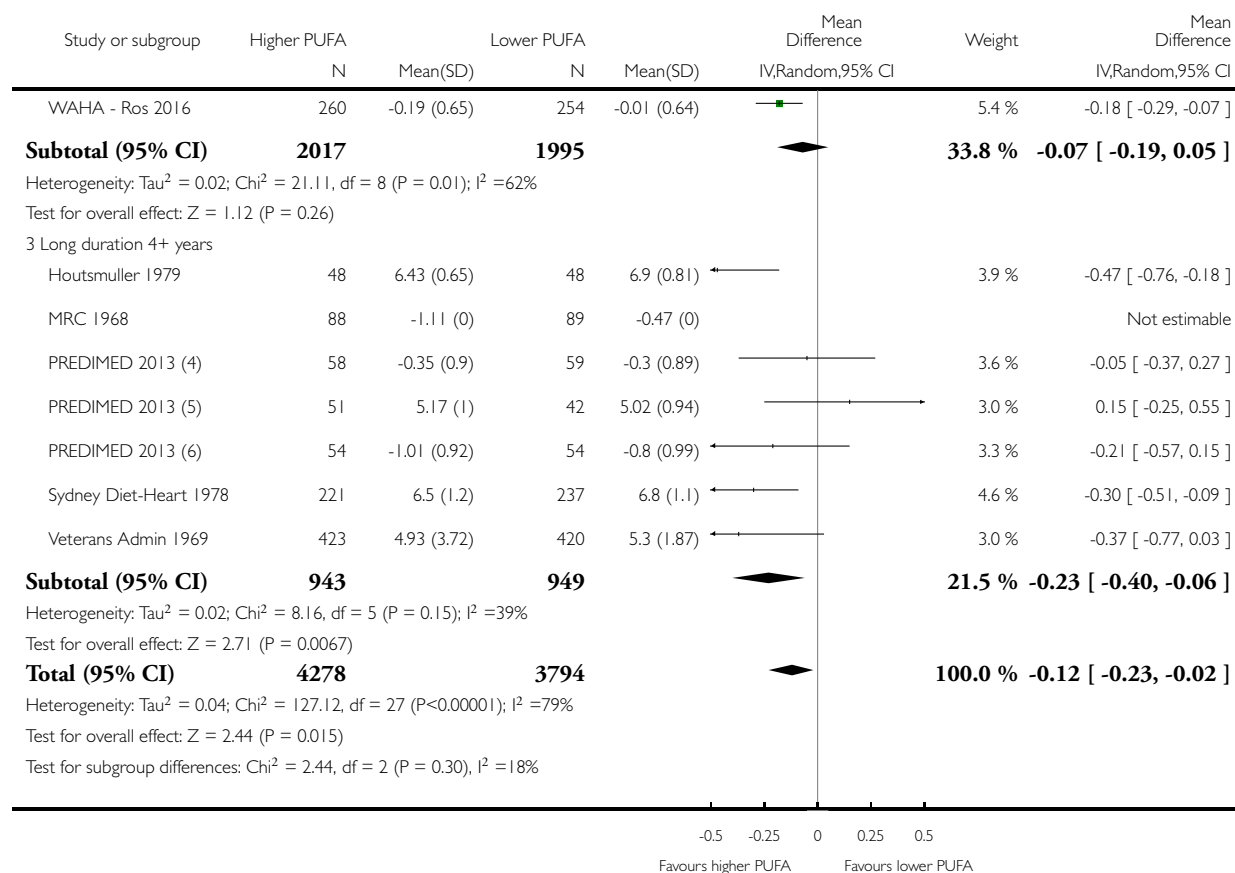 Study or subgroup Higher PUFA Lower PUFA Mean Difference Weight Mean Difference
N Mean(SD) N Mean(SD) IV,Random,95% CI IV,Random,95% CI
WAHA - Ros 2016 260 -0.19 (0.65) 254 -0.01 (0.64) 5.4 % -0.18 [ -0.29, -0.07 ]
Subtotal (95% CI) 2017 1995 33.8 % -0.07 [ -0.19, 0.05 ]
Heterogeneity: Tau² = 0.02; Chi² = 21.11, df = 8 (P = 0.01); I² =62%
Test for overall effect: Z = 1.12 (P = 0.26)
3 Long duration 4+ years
Houtsmuller 1979 48 6.43 (0.65) 48 6.9 (0.81) 3.9 % -0.47 [ -0.76, -0.18 ]
MRC 1968 88 -1.11 (0) 89 -0.47 (0) Not estimable
PREDIMED 2013 (4) 58 -0.35 (0.9) 59 -0.3 (0.89) 3.6 % -0.05 [ -0.37, 0.27 ]
PREDIMED 2013 (5) 51 5.17 (1) 42 5.02 (0.94) 3.0 % 0.15 [ -0.25, 0.55 ]
PREDIMED 2013 (6) 54 -1.01 (0.92) 54 -0.8 (0.99) 3.3 % -0.21 [ -0.57, 0.15 ]
Sydney Diet-Heart 1978 221 6.5 (1.2) 237 6.8 (1.1) 4.6 % -0.30 [ -0.51, -0.09 ]
Veterans Admin 1969 423 4.93 (3.72) 420 5.3 (1.87) 3.0 % -0.37 [ -0.77, 0.03 ]
Subtotal (95% CI) 943 949 21.5 % -0.23 [ -0.40, -0.06 ]
Heterogeneity: Tau² = 0.02; Chi² = 8.16, df = 5 (P = 0.15); I² =39%
Test for overall effect: Z = 2.71 (P = 0.0067)
Total (95% CI) 4278 3794 100.0 % -0.12 [ -0.23, -0.02 ]
Heterogeneity: Tau² = 0.04; Chi² = 127.12, df = 27 (P<0.00001); I² =79%
Test for overall effect: Z = 2.44 (P = 0.015)
Test for subgroup differences: Chi² = 2.44, df = 2 (P = 0.30), I² =18%
-0.5 -0.25 0 0.25 0.5
Favours higher PUFA Favours lower PUFA